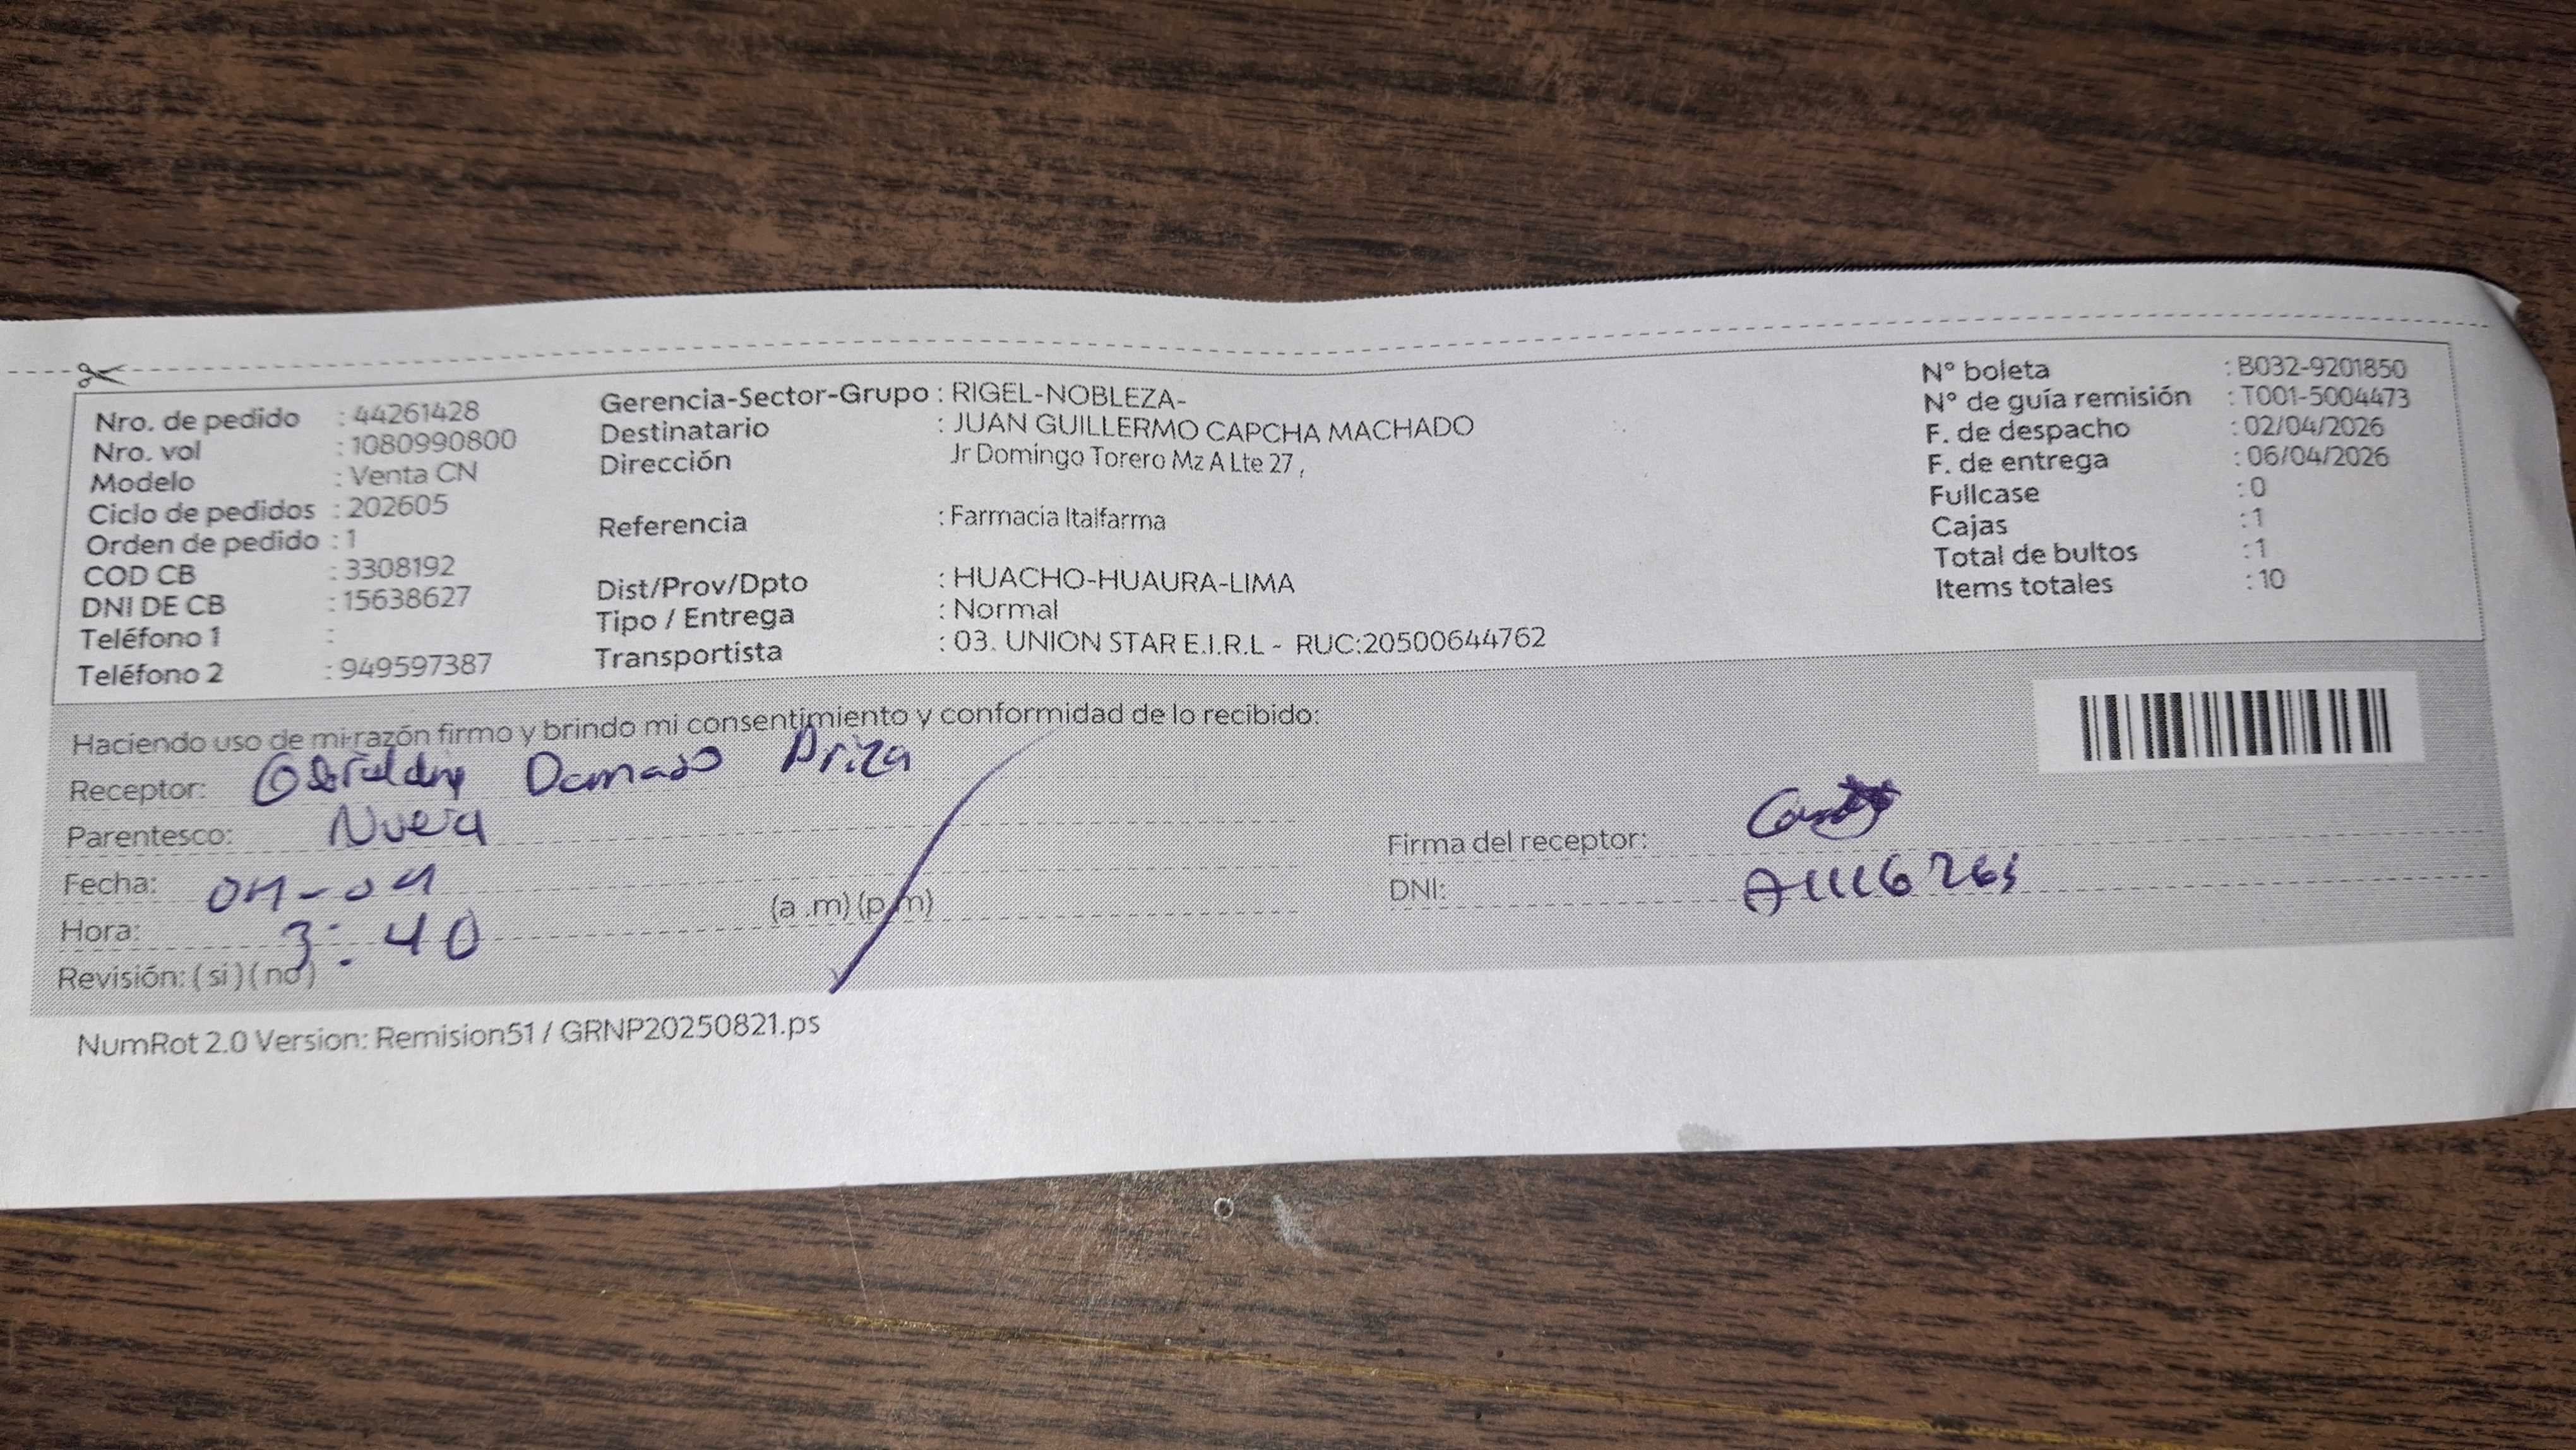 Nro. de pedido : 44261428
Nro. vol : 1080990800
Modelo : Venta CN
Ciclo de pedidos : 202605
Orden de pedido : 1
COD CB : 3308192
DNI DE CB : 15638627
Teléfono 1 :
Teléfono 2 : 949597387
Gerencia-Sector-Grupo : RIGEL-NOBLEZA-
Destinatario : JUAN GUILLERMO CAPCHA MACHADO
Dirección Jr Domingo Torero Mz A Lte 27 ,
Referencia : Farmacia Italfarma
Dist/Prov/Dpto : HUACHO-HUAURA-LIMA
Tipo / Entrega : Normal
Transportista : 03. UNION STAR E.I.R.L - RUC:20500644762
N° boleta : B032-9201850
N° de guía remisión : T001-5004473
F. de despacho : 02/04/2026
F. de entrega : 06/04/2026
Fullcase : 0
Cajas : 1
Total de bultos : 1
Items totales : 10
Haciendo uso de mi razón firmo y brindo mi consentimiento y conformidad de lo recibido:
Receptor: Damaso Ariza
Parentesco: Nuera
Fecha: 04-04
Hora: 3:40 (a .m) (p.m)
Revisión: ( si ) ( no )
Firma del receptor:
DNI:
NumRot 2.0 Version: Remision51 / GRNP20250821.ps